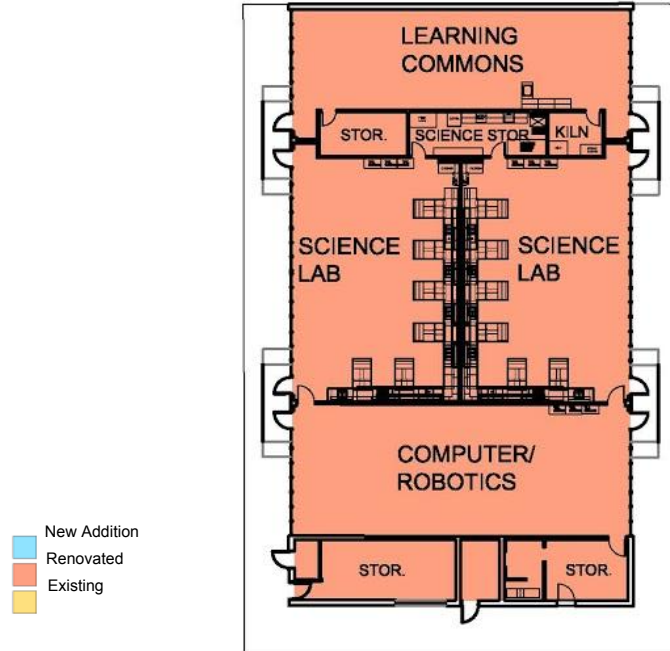 LEARNING
COMMONS
STOR.
SCIENCE STOR
KILN
SCIENCE
LAB
SCIENCE
LAB
COMPUTER/
ROBOTICS
STOR.
STOR.
New Addition
Renovated
Existing